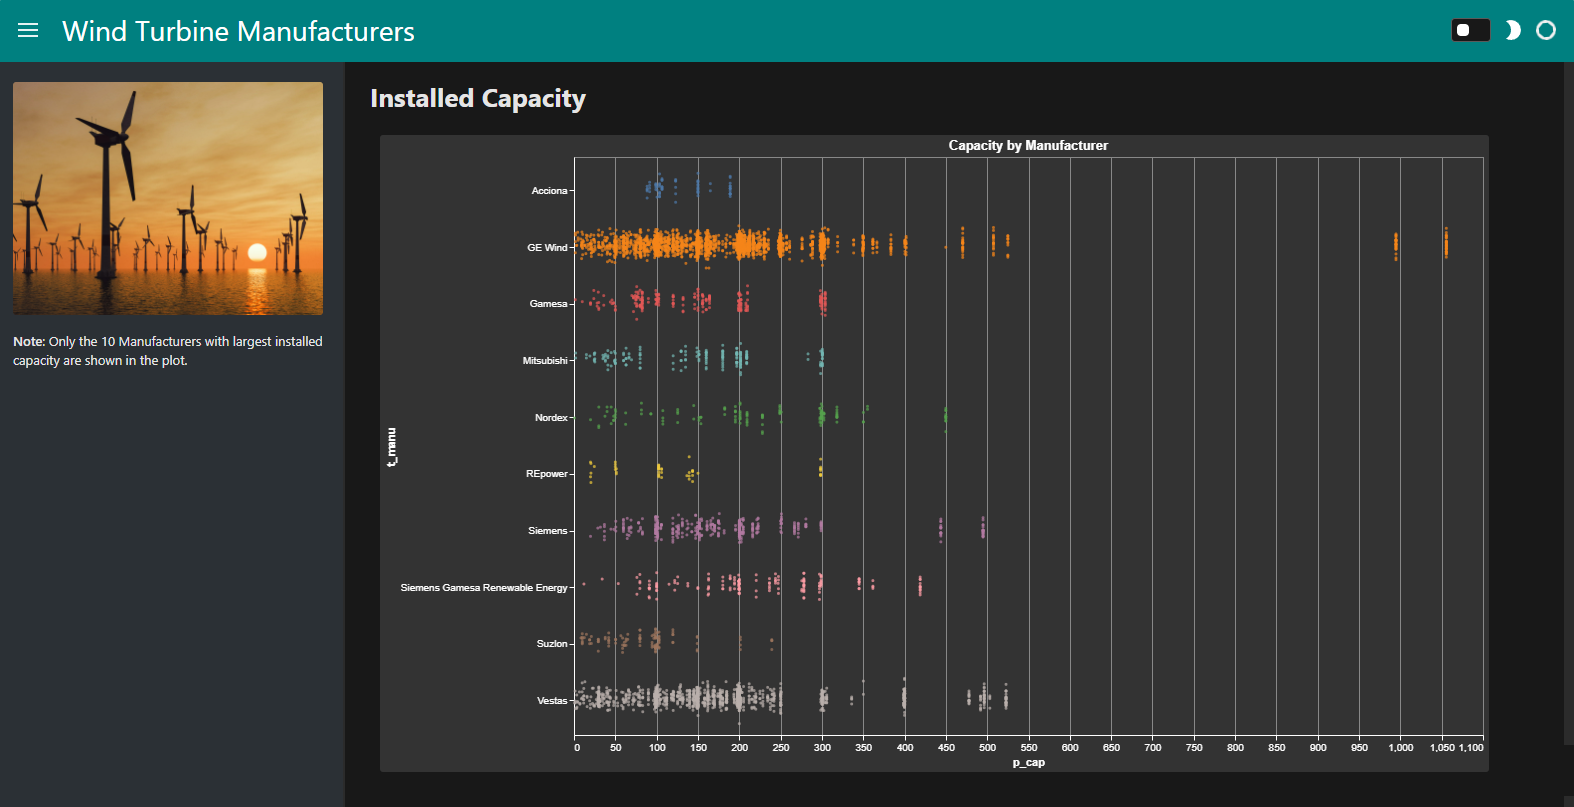 Wind Turbine Manufacturers
Note: Only the 10 Manufacturers with largest installed
capacity are shown in the plot.
Installed Capacity
Capacity by Manufacturer
t_manu
Acciona
GE Wind
Gamesa
Mitsubishi
Nordex
REpower
Siemens
Siemens Gamesa Renewable Energy
Suzlon
Vestas
0 50 100 150 200 250 300 350 400 450 500 550 600 650 700 750 800 850 900 950 1,000 1,050 1,100
p_cap